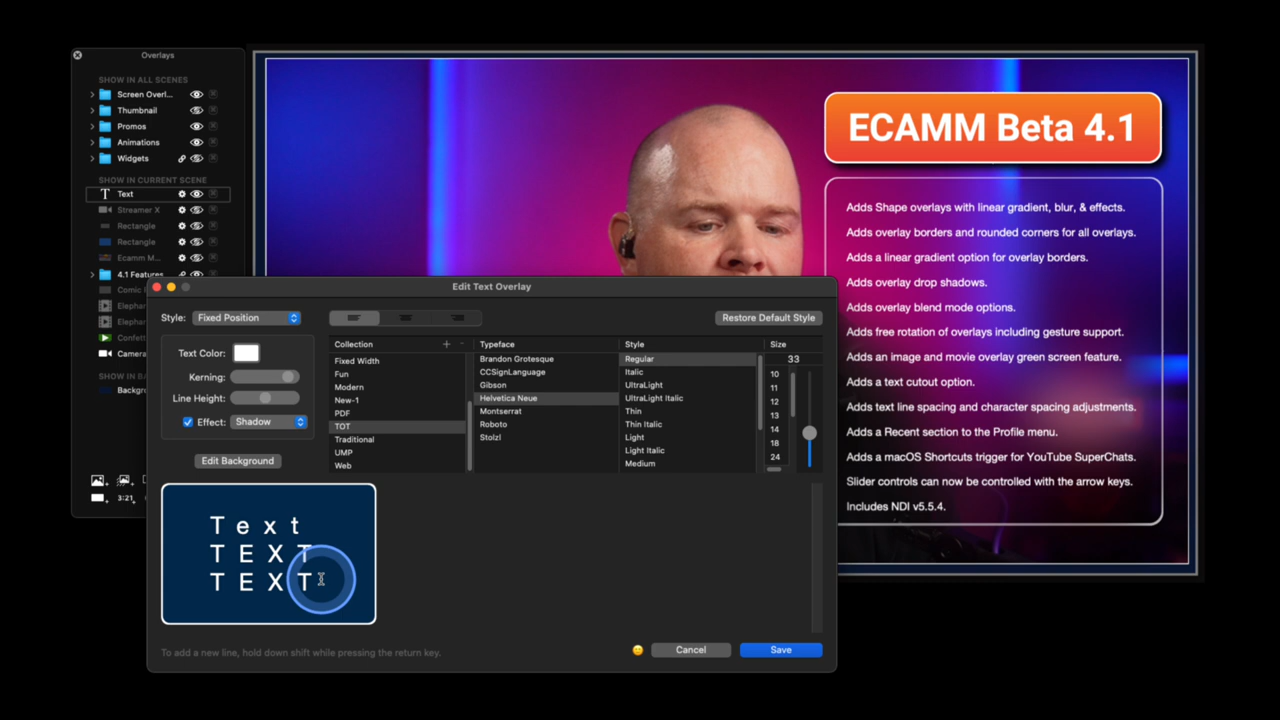 Overlays
SHOW IN ALL SCENES
Screen Overl...
Thumbnail
Promos
Animations
Widgets
SHOW IN CURRENT SCENE
Text
Streamer X
Rectangle
Rectangle
Ecamm M...
4.1 Features
Comic
Elepha
Elepha
Confett
Camera
SHOW IN BA
Backgr
3:21
ECAMM Beta 4.1
Adds Shape overlays with linear gradient, blur, & effects.
Adds overlay borders and rounded corners for all overlays.
Adds a linear gradient option for overlay borders.
Adds overlay drop shadows.
Adds overlay blend mode options.
Adds free rotation of overlays including gesture support.
Adds an image and movie overlay green screen feature.
Adds a text cutout option.
Adds text line spacing and character spacing adjustments.
Adds a Recent section to the Profile menu.
Adds a macOS Shortcuts trigger for YouTube SuperChats.
Slider controls can now be controlled with the arrow keys.
Includes NDI v5.5.4.
Edit Text Overlay
Style: Fixed Position
Restore Default Style
Text Color:
Kerning:
Line Height:
Effect: Shadow
Edit Background
Collection + -
Fixed Width
Fun
Modern
New-1
PDF
TOT
Traditional
UMP
Web
Typeface
Brandon Grotesque
CCSignLanguage
Gibson
Helvetica Neue
Montserrat
Roboto
Stolzl
Style
Regular
Italic
UltraLight
UltraLight Italic
Thin
Thin Italic
Light
Light Italic
Medium
Size
33
10
11
12
13
14
18
24
Text
TEXT
TEXT
To add a new line, hold down shift while pressing the return key.
Cancel
Save